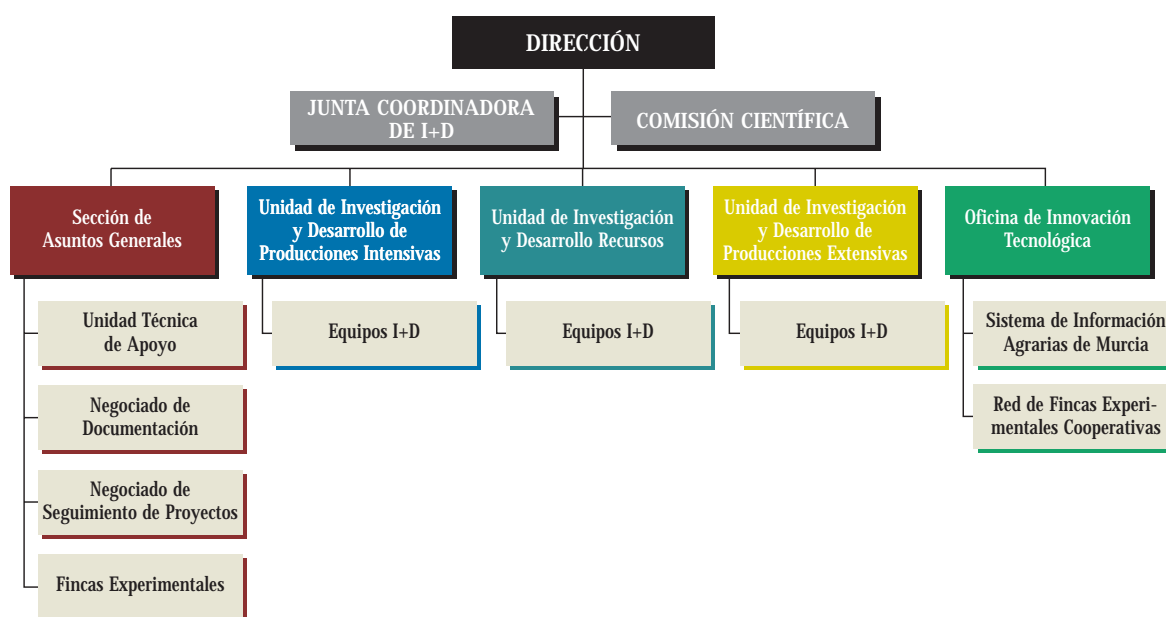 DIRECCIÓN
JUNTA COORDINADORA
DE I+D
COMISIÓN CIENTÍFICA
Sección de
Asuntos Generales
Unidad de Investigación
y Desarrollo de
Producciones Intensivas
Unidad de Investigación
y Desarrollo Recursos
Unidad de Investigación
y Desarrollo de
Producciones Extensivas
Oficina de Innovación
Tecnológica
Unidad Técnica
de Apoyo
Negociado de
Documentación
Negociado de
Seguimiento de Proyectos
Fincas Experimentales
Equipos I+D
Equipos I+D
Equipos I+D
Sistema de Información
Agrarias de Murcia
Red de Fincas Experi-
mentales Cooperativas